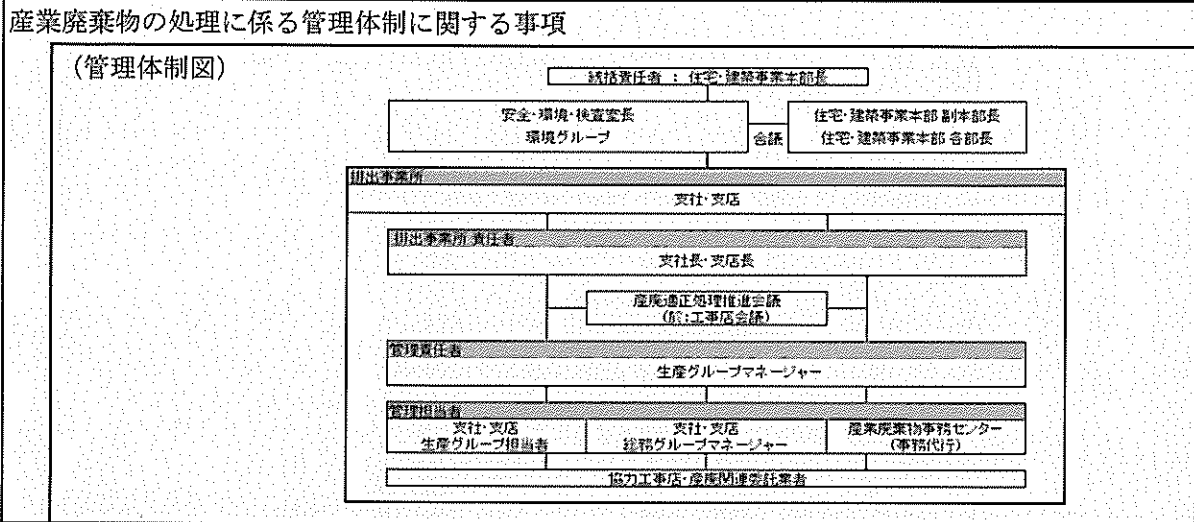 産業廃棄物の処理に係る管理体制に関する事項
(管理体制図)
統括責任者 : 住宅・建築事業本部長
安全・環境・検査室長
環境グループ
会議
住宅・建築事業本部 副本部長
住宅・建築事業本部 各部長
排出事業所
支社・支店
排出事業所 責任者
支社長・支店長
産廃適正処理推進会議
(於:工事店会議)
管理責任者
生産グループマネージャー
管理担当者
支社・支店
生産グループ担当者
支社・支店
総務グループマネージャー
産業廃棄物事務センター
(事務代行)
協力工事店・産廃関連委託業者